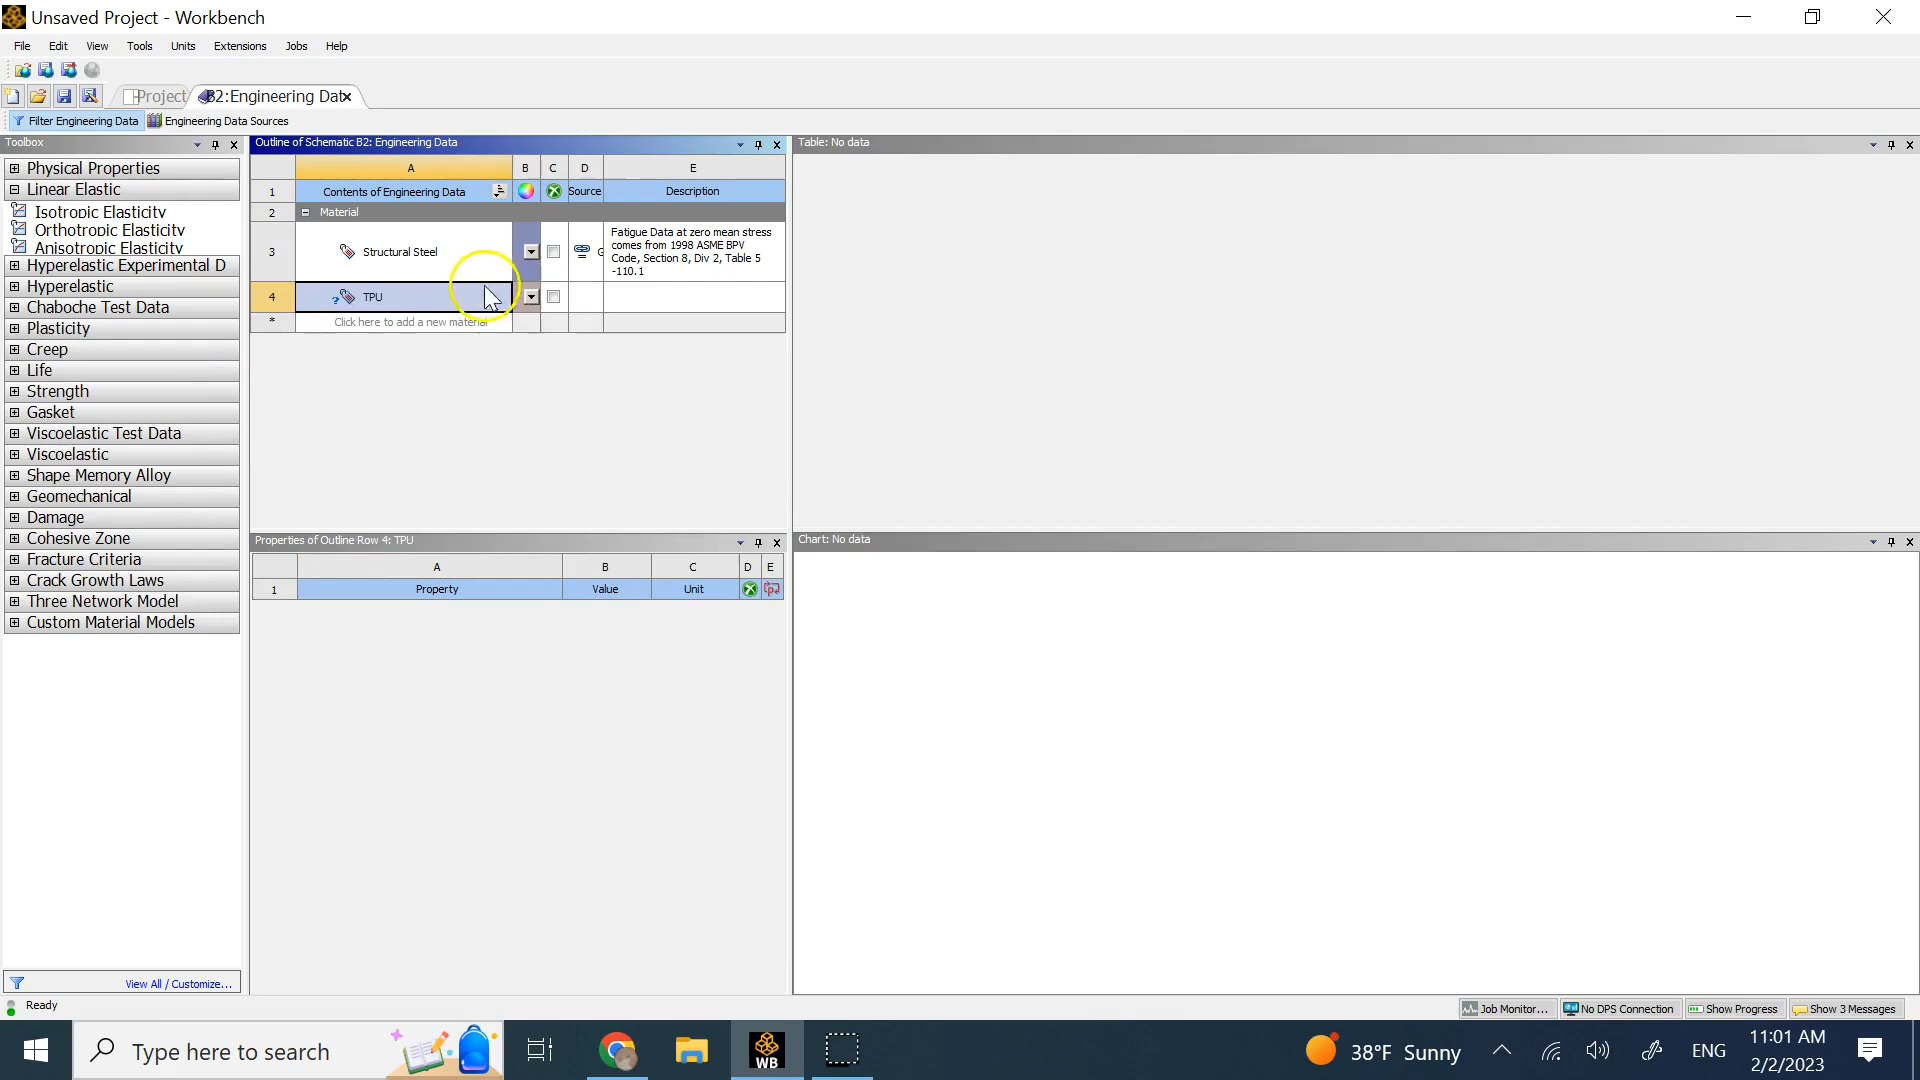 Unsaved Project - Workbench
File Edit View Tools Units Extensions Jobs Help
Project B2:Engineering Data
Filter Engineering Data Engineering Data Sources
Toolbox
Physical Properties
Linear Elastic
Isotropic Elasticity
Orthotropic Elasticity
Anisotropic Elasticity
Hyperelastic Experimental D
Hyperelastic
Chaboche Test Data
Plasticity
Creep
Life
Strength
Gasket
Viscoelastic Test Data
Viscoelastic
Shape Memory Alloy
Geomechanical
Damage
Cohesive Zone
Fracture Criteria
Crack Growth Laws
Three Network Model
Custom Material Models
View All / Customize...
Outline of Schematic B2: Engineering Data
A B C D E
1 Contents of Engineering Data Source Description
2 Material
3 Structural Steel G Fatigue Data at zero mean stress
comes from 1998 ASME BPV
Code, Section 8, Div 2, Table 5
-110.1
4 ? TPU
* Click here to add a new material
Properties of Outline Row 4: TPU
A B C D E
1 Property Value Unit
Table: No data
Chart: No data
Ready
Job Monitor... No DPS Connection Show Progress Show 3 Messages
WB
Type here to search
38°F Sunny
ENG
11:01 AM
2/2/2023